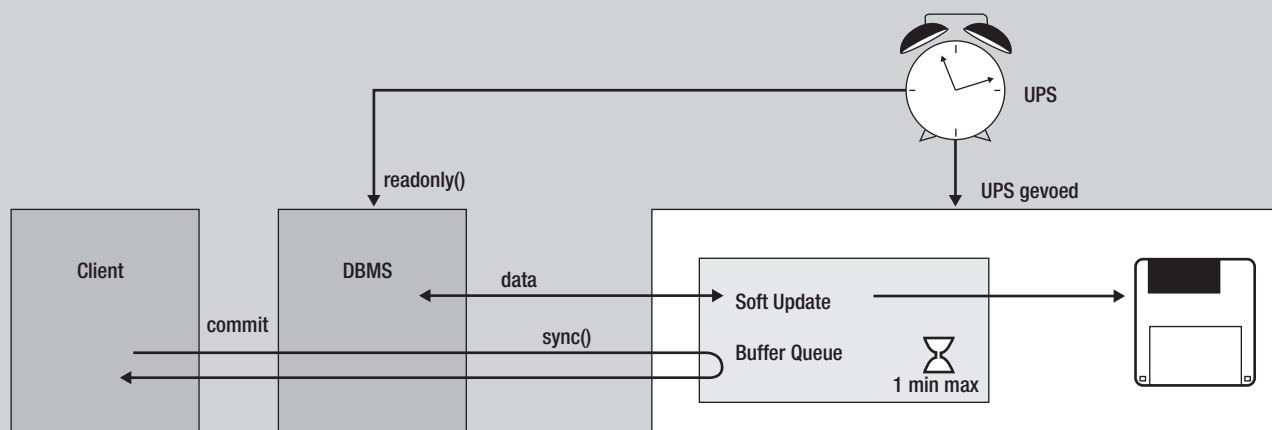 UPS
readonly()
UPS gevoed
Client
DBMS
data
Soft Update
commit
sync()
Buffer Queue
1 min max